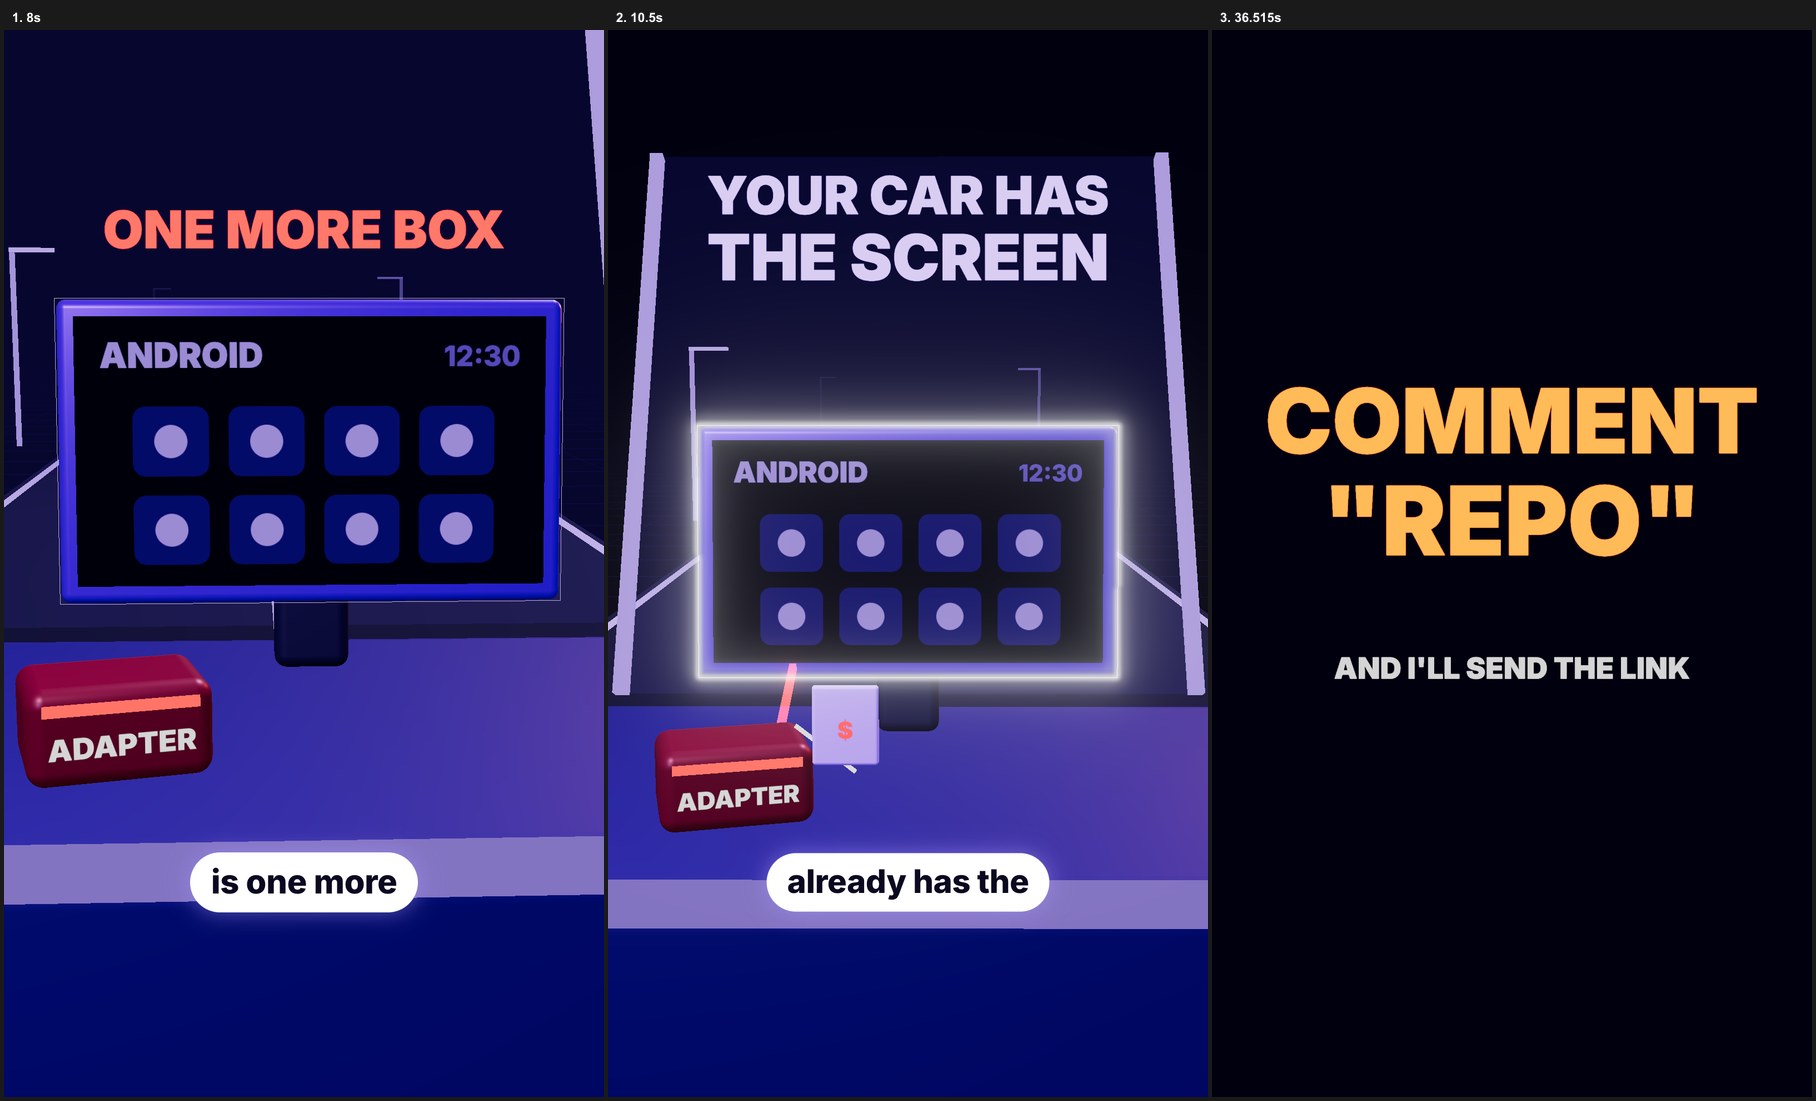 1. 8s
ONE MORE BOX
ANDROID 12:30
ADAPTER
is one more
2. 10.5s
YOUR CAR HAS
THE SCREEN
ANDROID 12:30
$
ADAPTER
already has the
3. 36.515s
COMMENT
"REPO"
AND I'LL SEND THE LINK